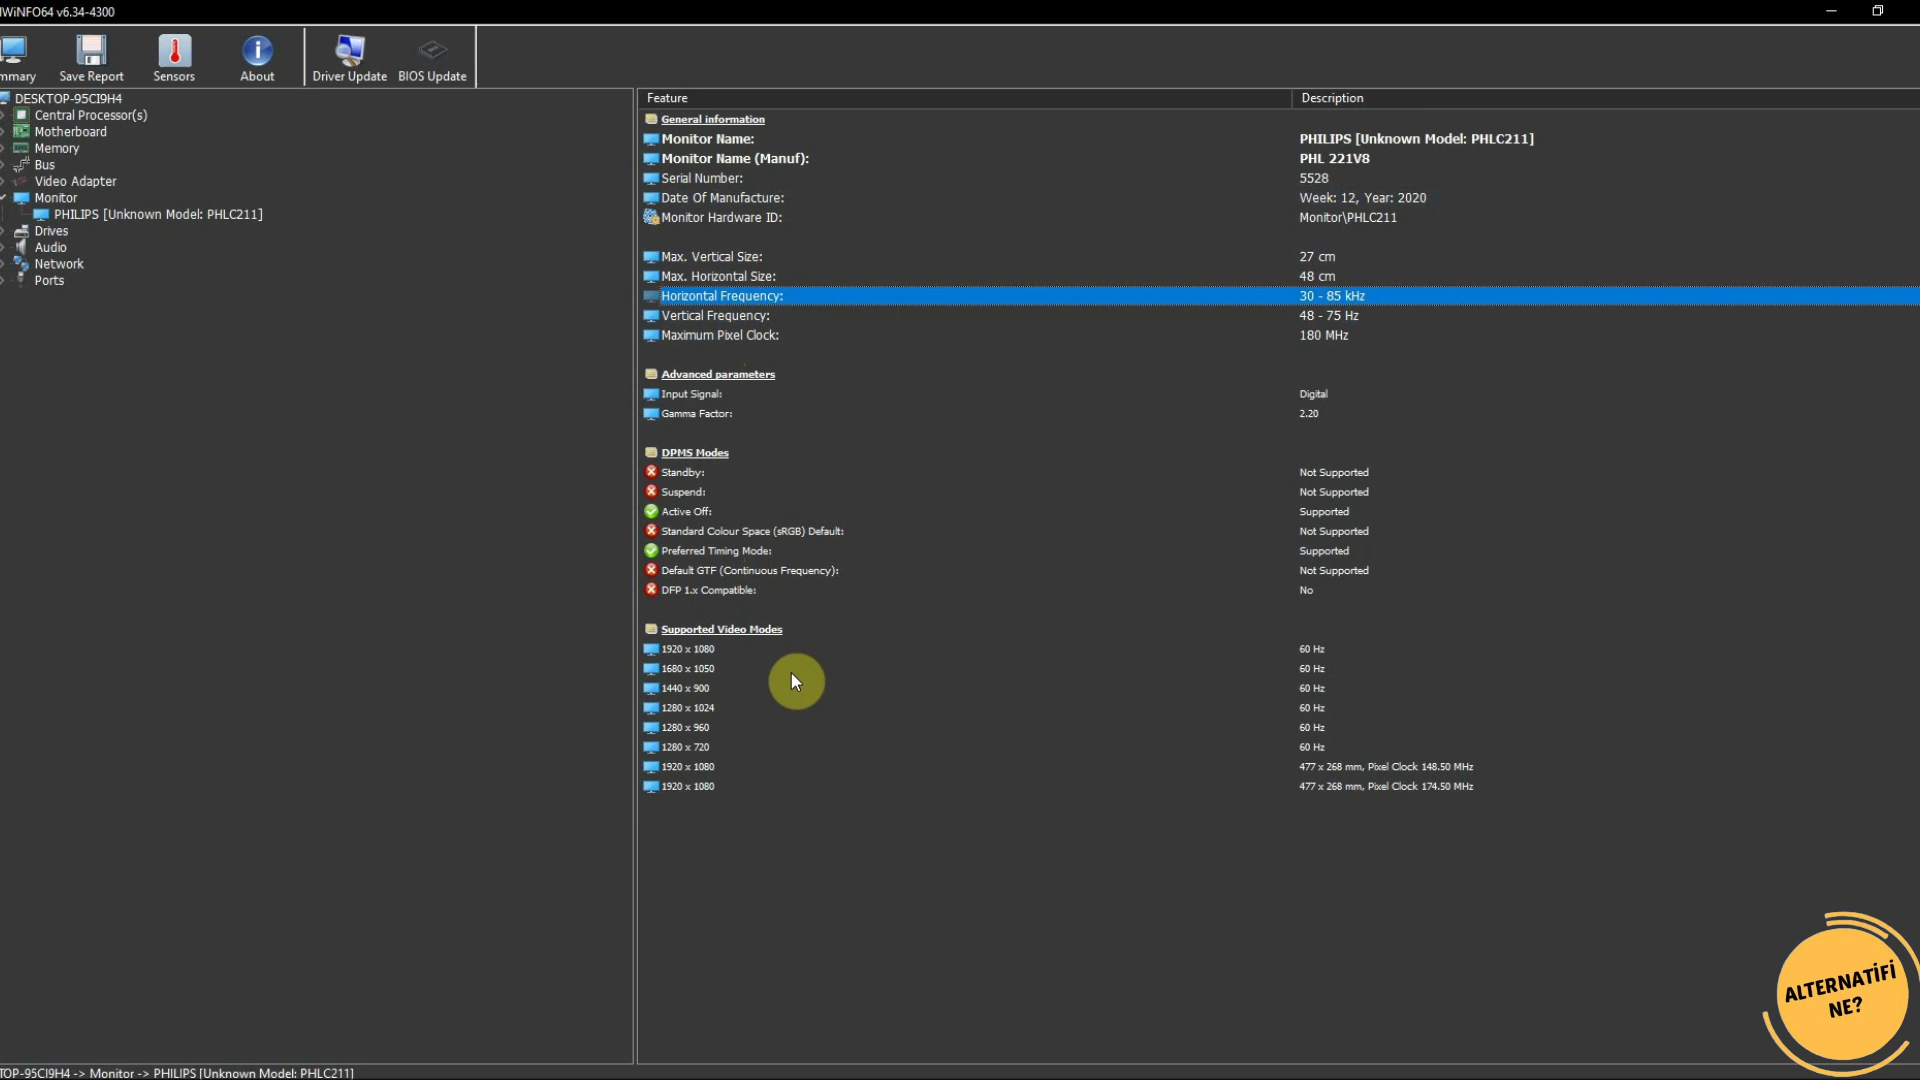 WiNFO64 v6.34-4300
mmary
Save Report
Sensors
About
Driver Update
BIOS Update
DESKTOP-95CI9H4
Central Processor(s)
Motherboard
Memory
Bus
Video Adapter
Monitor
PHILIPS [Unknown Model: PHLC211]
Drives
Audio
Network
Ports
Feature Description
General information
Monitor Name: PHILIPS [Unknown Model: PHLC211]
Monitor Name (Manuf): PHL 221V8
Serial Number: 5528
Date Of Manufacture: Week: 12, Year: 2020
Monitor Hardware ID: Monitor\PHLC211
Max. Vertical Size: 27 cm
Max. Horizontal Size: 48 cm
Horizontal Frequency: 30 - 85 kHz
Vertical Frequency: 48 - 75 Hz
Maximum Pixel Clock: 180 MHz
Advanced parameters
Input Signal: Digital
Gamma Factor: 2.20
DPMS Modes
Standby: Not Supported
Suspend: Not Supported
Active Off: Supported
Standard Colour Space (sRGB) Default: Not Supported
Preferred Timing Mode: Supported
Default GTF (Continuous Frequency): Not Supported
DFP 1.x Compatible: No
Supported Video Modes
1920 x 1080 60 Hz
1680 x 1050 60 Hz
1440 x 900 60 Hz
1280 x 1024 60 Hz
1280 x 960 60 Hz
1280 x 720 60 Hz
1920 x 1080 477 x 268 mm, Pixel Clock 148.50 MHz
1920 x 1080 477 x 268 mm, Pixel Clock 174.50 MHz
ALTERNATİFİ
NE?
TOP-95CI9H4 -> Monitor -> PHILIPS [Unknown Model: PHLC211]